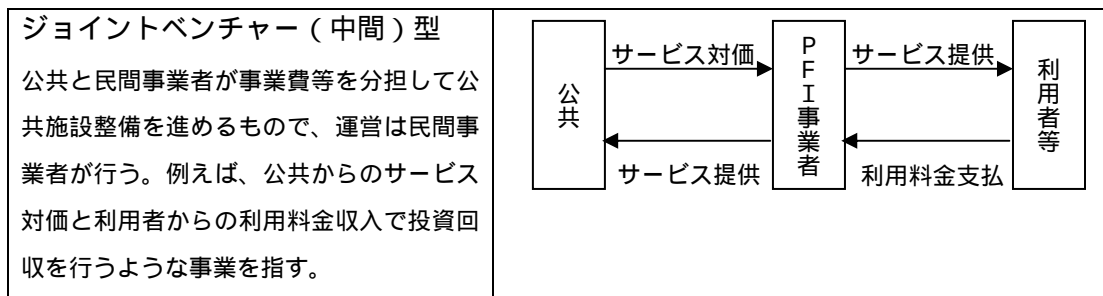 ジョイントベンチャー（中間）型
公共と民間事業者が事業費等を分担して公
共施設整備を進めるもので、運営は民間事
業者が行う。例えば、公共からのサービス
対価と利用者からの利用料金収入で投資回
収を行うような事業を指す。
公共
サービス対価
サービス提供
ＰＦＩ事業者
サービス提供
利用料金支払
利用者等